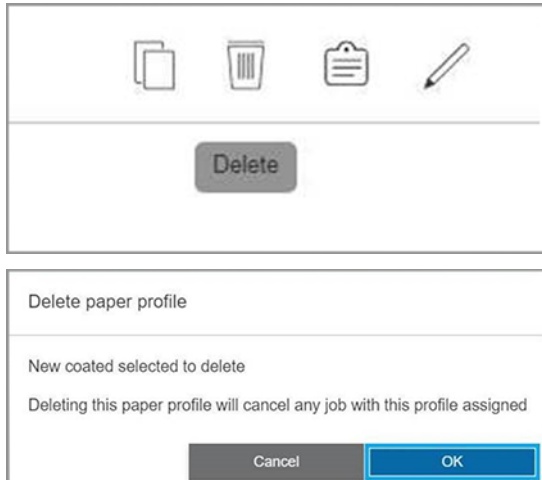 Delete
Delete paper profile
New coated selected to delete
Deleting this paper profile will cancel any job with this profile assigned
Cancel
OK